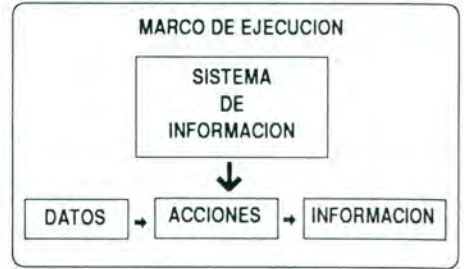 MARCO DE EJECUCION
SISTEMA
DE
INFORMACION
DATOS ACCIONES INFORMACION